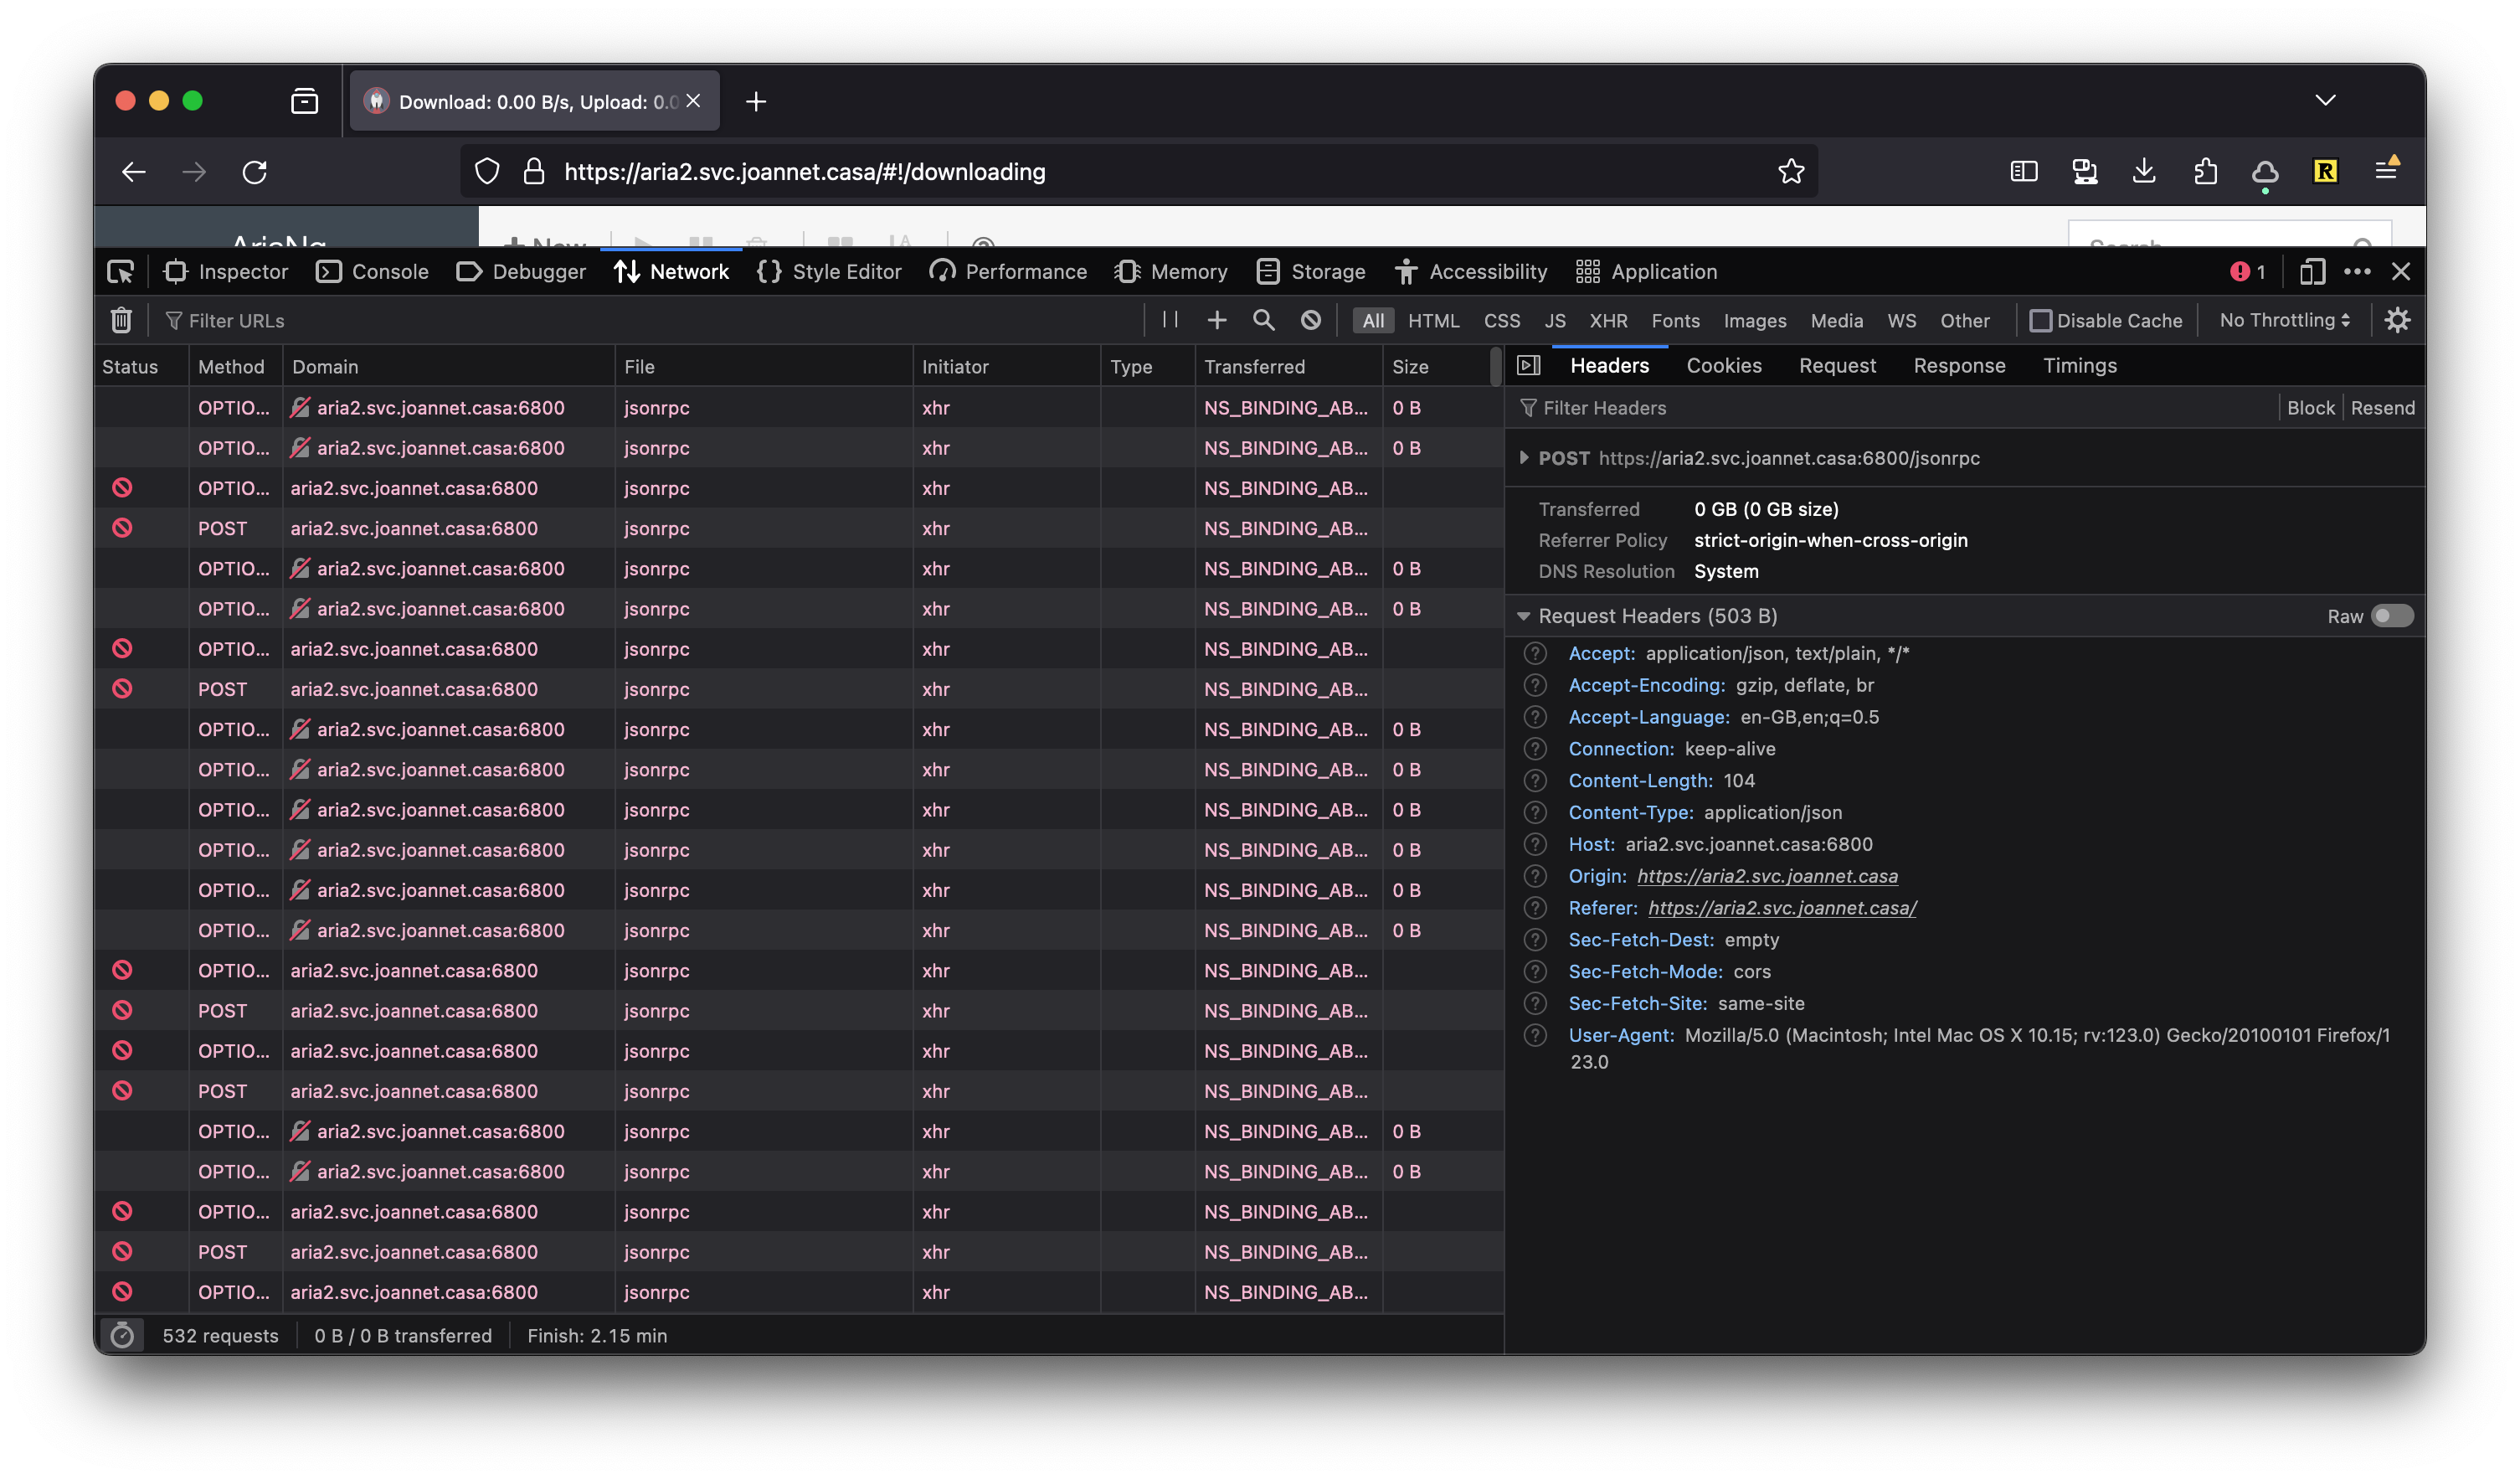 Download: 0.00 B/s, Upload: 0.0
https://aria2.svc.joannet.casa/#!/downloading
AriaNg
New
Search
Inspector Console Debugger Network Style Editor Performance Memory Storage Accessibility Application 1
Filter URLs All HTML CSS JS XHR Fonts Images Media WS Other Disable Cache No Throttling
Status Method Domain File Initiator Type Transferred Size
OPTIO... aria2.svc.joannet.casa:6800 jsonrpc xhr NS_BINDING_AB... 0 B
OPTIO... aria2.svc.joannet.casa:6800 jsonrpc xhr NS_BINDING_AB... 0 B
OPTIO... aria2.svc.joannet.casa:6800 jsonrpc xhr NS_BINDING_AB...
POST aria2.svc.joannet.casa:6800 jsonrpc xhr NS_BINDING_AB...
OPTIO... aria2.svc.joannet.casa:6800 jsonrpc xhr NS_BINDING_AB... 0 B
OPTIO... aria2.svc.joannet.casa:6800 jsonrpc xhr NS_BINDING_AB... 0 B
OPTIO... aria2.svc.joannet.casa:6800 jsonrpc xhr NS_BINDING_AB...
POST aria2.svc.joannet.casa:6800 jsonrpc xhr NS_BINDING_AB...
OPTIO... aria2.svc.joannet.casa:6800 jsonrpc xhr NS_BINDING_AB... 0 B
OPTIO... aria2.svc.joannet.casa:6800 jsonrpc xhr NS_BINDING_AB... 0 B
OPTIO... aria2.svc.joannet.casa:6800 jsonrpc xhr NS_BINDING_AB... 0 B
OPTIO... aria2.svc.joannet.casa:6800 jsonrpc xhr NS_BINDING_AB... 0 B
OPTIO... aria2.svc.joannet.casa:6800 jsonrpc xhr NS_BINDING_AB... 0 B
OPTIO... aria2.svc.joannet.casa:6800 jsonrpc xhr NS_BINDING_AB... 0 B
OPTIO... aria2.svc.joannet.casa:6800 jsonrpc xhr NS_BINDING_AB...
POST aria2.svc.joannet.casa:6800 jsonrpc xhr NS_BINDING_AB...
OPTIO... aria2.svc.joannet.casa:6800 jsonrpc xhr NS_BINDING_AB...
POST aria2.svc.joannet.casa:6800 jsonrpc xhr NS_BINDING_AB...
OPTIO... aria2.svc.joannet.casa:6800 jsonrpc xhr NS_BINDING_AB... 0 B
OPTIO... aria2.svc.joannet.casa:6800 jsonrpc xhr NS_BINDING_AB... 0 B
OPTIO... aria2.svc.joannet.casa:6800 jsonrpc xhr NS_BINDING_AB...
POST aria2.svc.joannet.casa:6800 jsonrpc xhr NS_BINDING_AB...
OPTIO... aria2.svc.joannet.casa:6800 jsonrpc xhr NS_BINDING_AB...
532 requests 0 B / 0 B transferred Finish: 2.15 min
Headers Cookies Request Response Timings
Filter Headers Block Resend
POST https://aria2.svc.joannet.casa:6800/jsonrpc
Transferred 0 GB (0 GB size)
Referrer Policy strict-origin-when-cross-origin
DNS Resolution System
Request Headers (503 B) Raw
Accept: application/json, text/plain, */*
Accept-Encoding: gzip, deflate, br
Accept-Language: en-GB,en;q=0.5
Connection: keep-alive
Content-Length: 104
Content-Type: application/json
Host: aria2.svc.joannet.casa:6800
Origin: https://aria2.svc.joannet.casa
Referer: https://aria2.svc.joannet.casa/
Sec-Fetch-Dest: empty
Sec-Fetch-Mode: cors
Sec-Fetch-Site: same-site
User-Agent: Mozilla/5.0 (Macintosh; Intel Mac OS X 10.15; rv:123.0) Gecko/20100101 Firefox/1
23.0